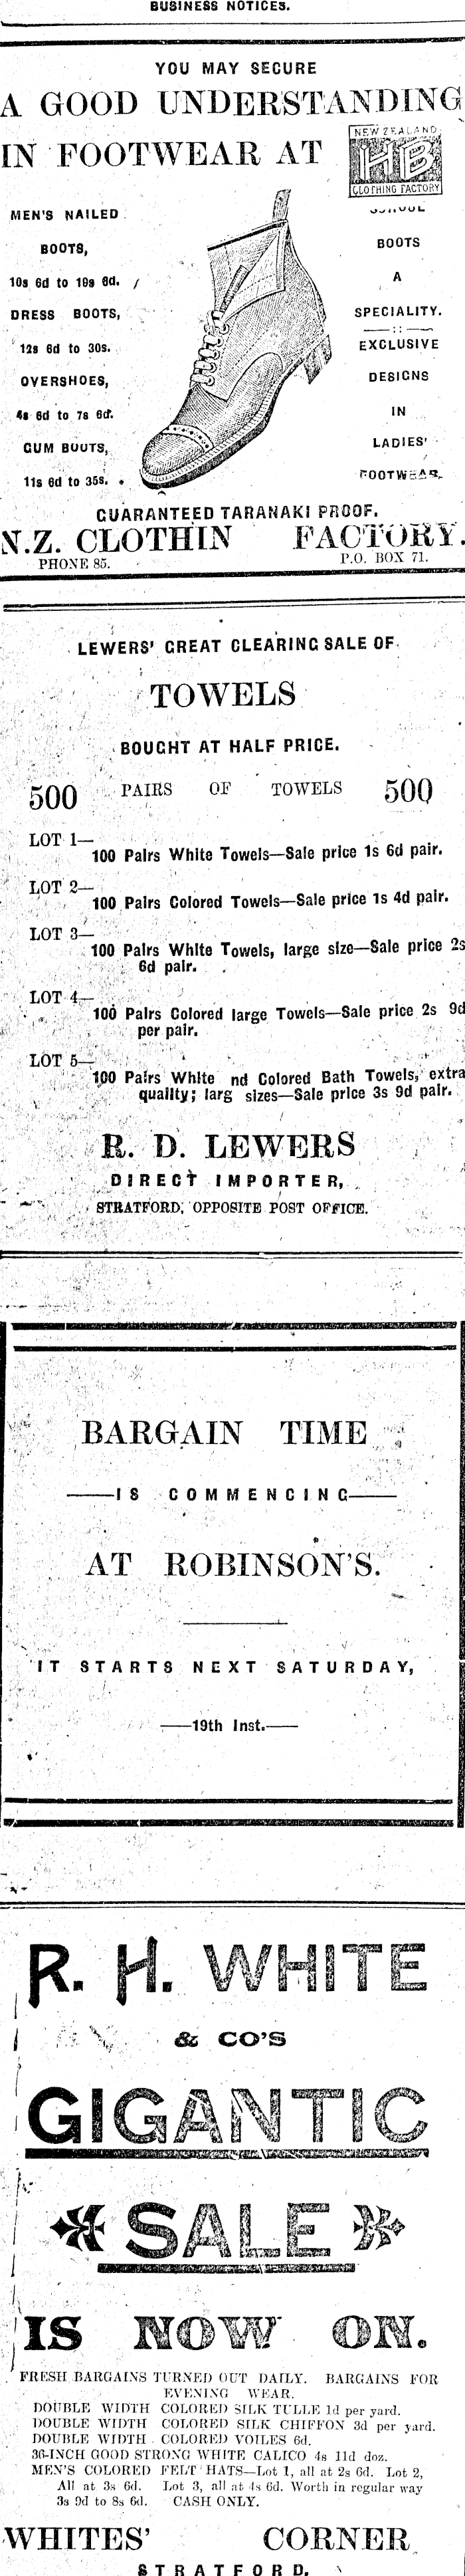 BUSINESS NOTICES.
YOU MAY SECURE
A GOOD UNDERSTANDING
IN FOOTWEAR AT
NEW ZEALAND
HB
CLOTHING FACTORY
MEN'S NAILED
BOOTS,
10s 6d to 19s 6d.
DRESS BOOTS,
12s 6d to 30s.
OVERSHOES,
4s 6d to 7s 6d.
GUM BOOTS,
11s 6d to 35s.
SCHOOL
BOOTS
A
SPECIALITY.
—::—
EXCLUSIVE
DESIGNS
IN
LADIES'
FOOTWEAR.
GUARANTEED TARANAKI PROOF.
N.Z. CLOTHIN FACTORY.
PHONE 85. P.O. BOX 71.
LEWERS' GREAT CLEARING SALE OF
TOWELS
BOUGHT AT HALF PRICE.
500 PAIRS OF TOWELS 500
LOT 1—
100 Pairs White Towels—Sale price 1s 6d pair.
LOT 2—
100 Pairs Colored Towels—Sale price 1s 4d pair.
LOT 3—
100 Pairs White Towels, large size—Sale price 2s
6d pair.
LOT 4—
100 Pairs Colored large Towels—Sale price 2s 9d
per pair.
LOT 5—
100 Pairs White nd Colored Bath Towels, extra
quality; larg sizes—Sale price 3s 9d pair.
R. D. LEWERS
DIRECT IMPORTER,
STRATFORD, OPPOSITE POST OFFICE.
BARGAIN TIME
——IS COMMENCING——
AT ROBINSON'S.
IT STARTS NEXT SATURDAY,
——19th Inst.——
R. H. WHITE
& CO'S
GIGANTIC
SALE
IS NOW ON.
FRESH BARGAINS TURNED OUT DAILY. BARGAINS FOR
EVENING WEAR.
DOUBLE WIDTH COLORED SILK TULLE 1d per yard.
DOUBLE WIDTH COLORED SILK CHIFFON 3d per yard.
DOUBLE WIDTH COLORED VOILES 6d.
36-INCH GOOD STRONG WHITE CALICO 4s 11d doz.
MEN'S COLORED FELT HATS—Lot 1, all at 2s 6d. Lot 2,
All at 3s 6d. Lot 3, all at 4s 6d. Worth in regular way
3s 9d to 8s 6d. CASH ONLY.
WHITES' CORNER
STRATFORD.